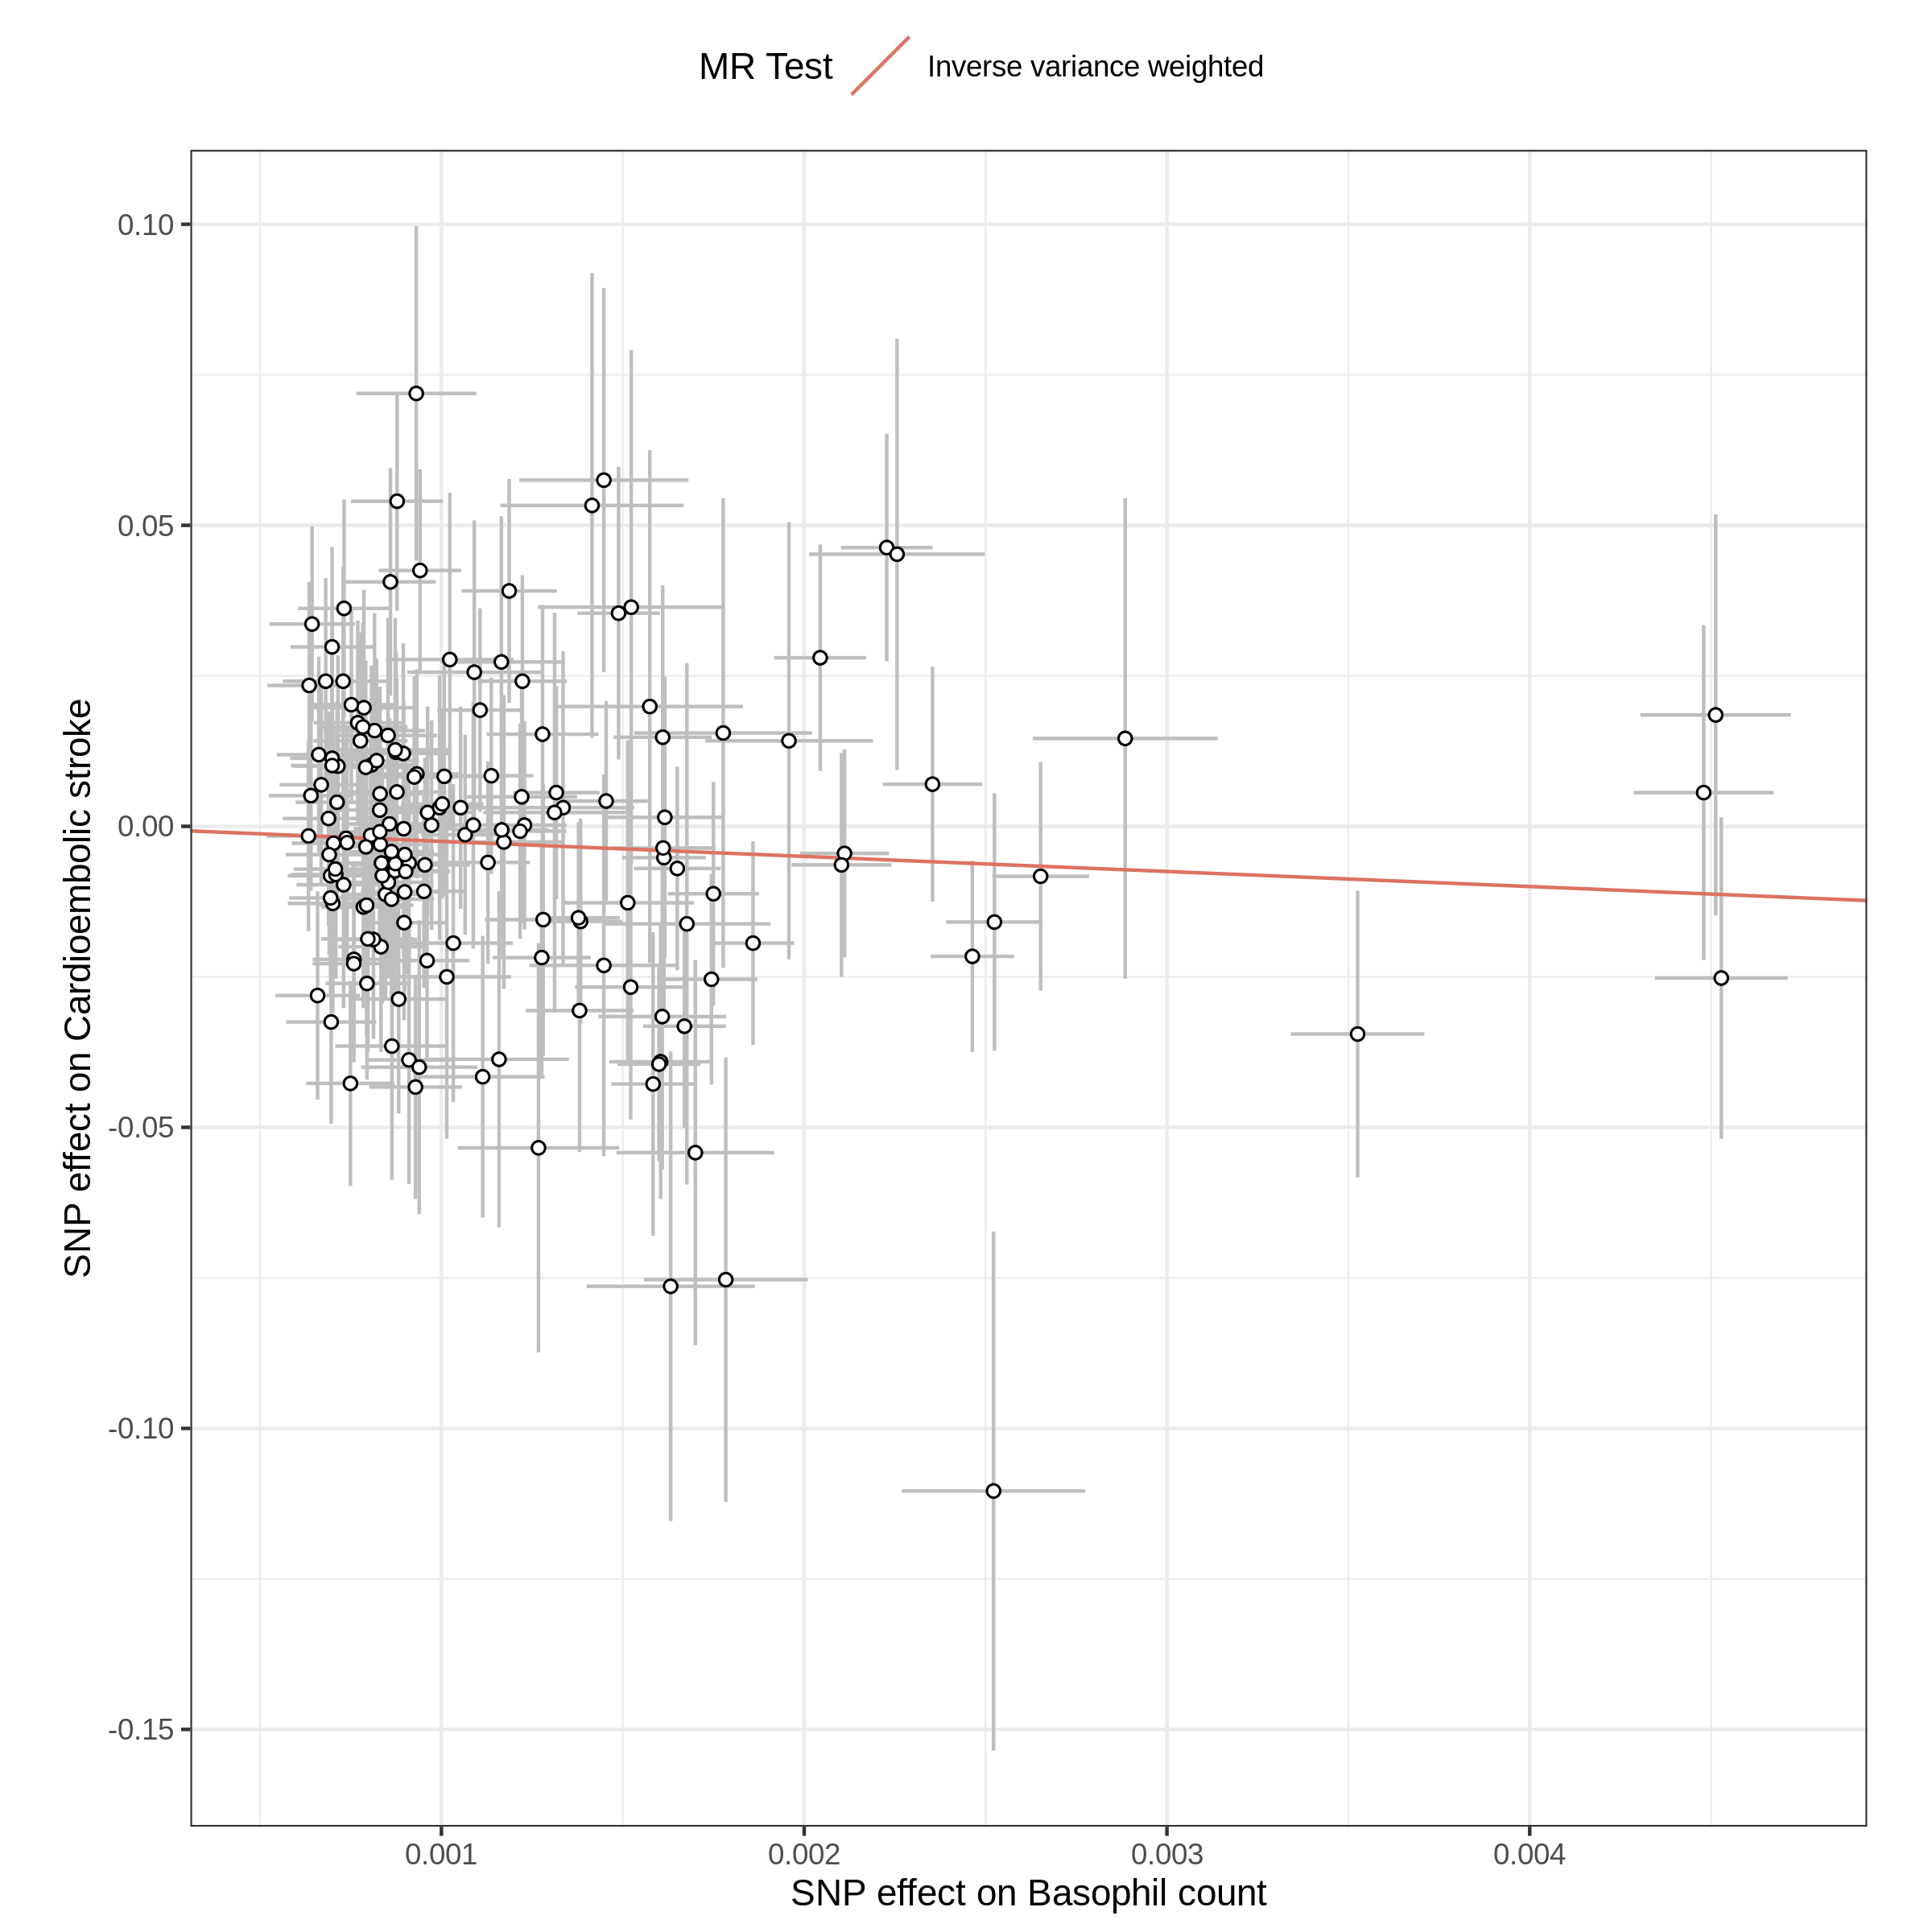 MR Test
Inverse variance weighted
SNP effect on Cardioembolic stroke
0.10
0.05
0.00
-0.05
-0.10
-0.15
0.001
0.002
0.003
0.004
SNP effect on Basophil count